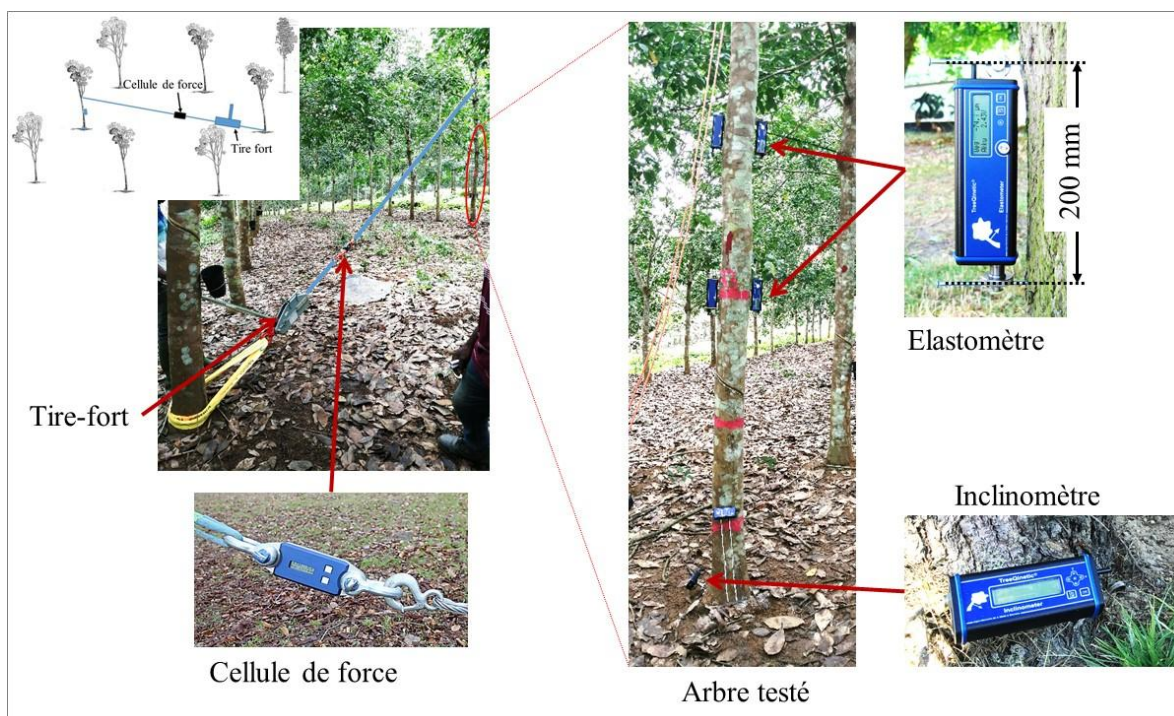 Cellule de force
Tire fort
Tire-fort
Cellule de force
Arbre testé
TreeQinetic®
Elastometer
200 mm
Elastomètre
Inclinomètre
TreeQinetic®
Inclinometer